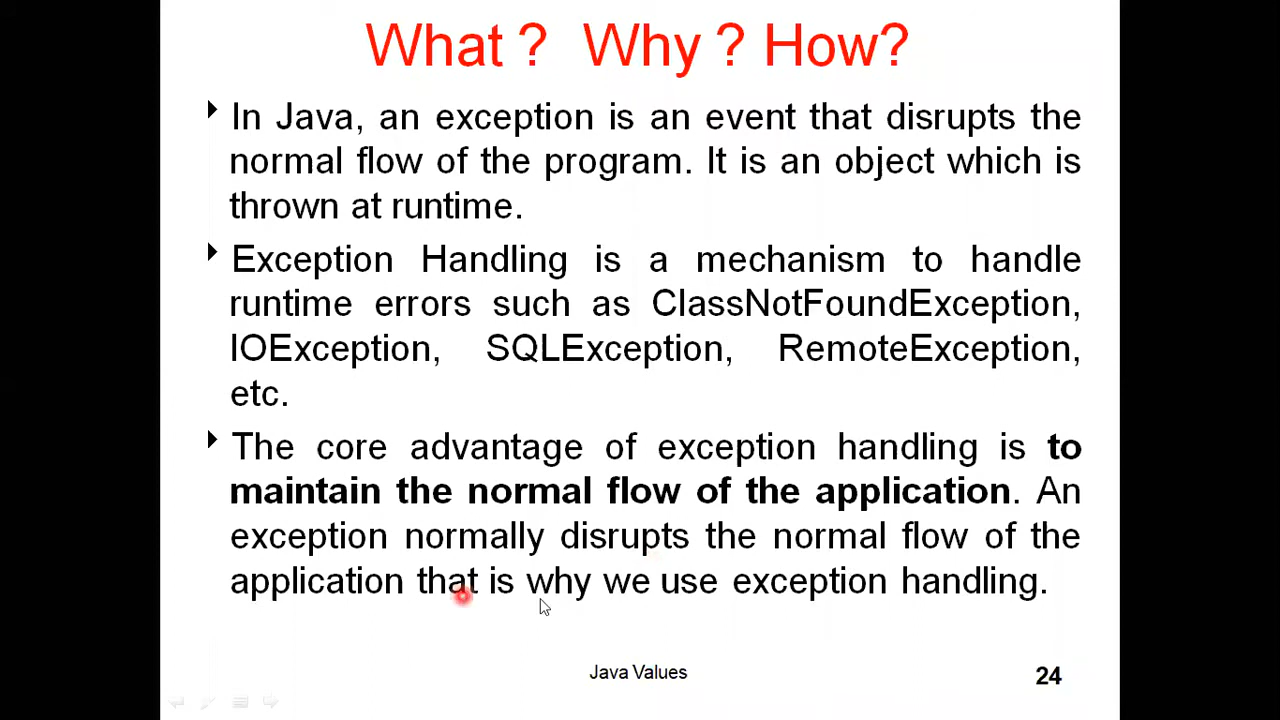 What ? Why ? How?
In Java, an exception is an event that disrupts the
normal flow of the program. It is an object which is
thrown at runtime.
Exception Handling is a mechanism to handle
runtime errors such as ClassNotFoundException,
IOException, SQLException, RemoteException,
etc.
The core advantage of exception handling is to
maintain the normal flow of the application. An
exception normally disrupts the normal flow of the
application that is why we use exception handling.
Java Values
24